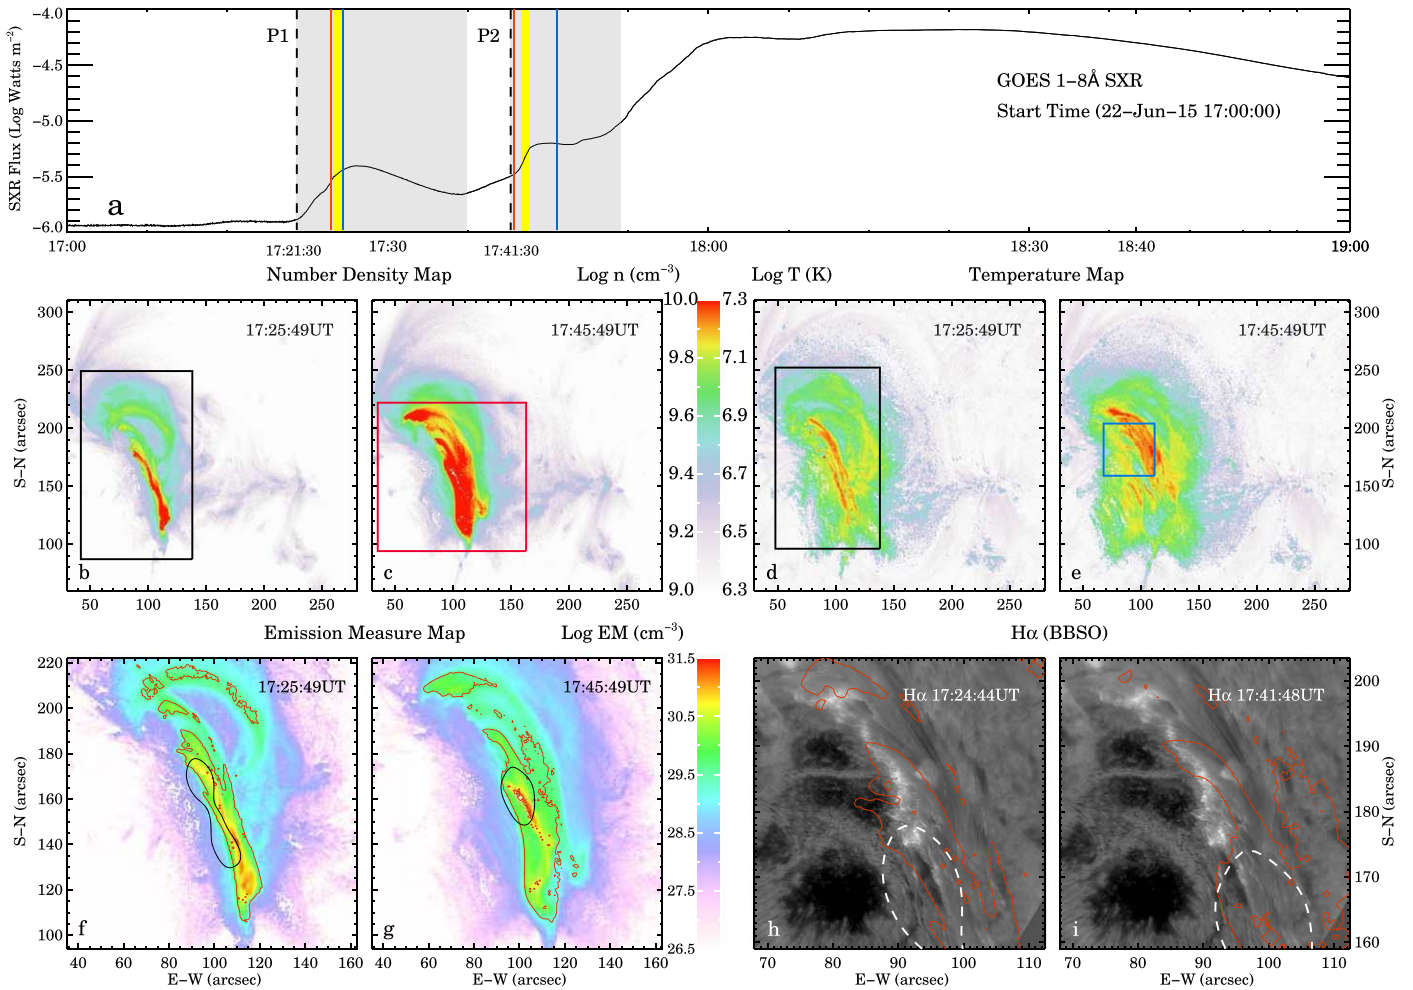 SXR Flux (Log Watts m−2)
−4.0
−4.5
−5.0
−5.5
−6.0
P1
P2
GOES 1−8Å SXR
Start Time (22−Jun−15 17:00:00)
a
17:00
17:21:30
17:30
17:41:30
18:00
18:30
18:40
19:00
Number Density Map
Log n (cm−3)
Log T (K)
Temperature Map
S−N (arcsec)
300
250
200
150
100
17:25:49UT
b
50 100 150 200 250
17:45:49UT
c
50 100 150 200 250
10.0
9.8
9.6
9.4
9.2
9.0
7.3
7.1
6.9
6.7
6.5
6.3
17:25:49UT
d
50 100 150 200 250
17:45:49UT
e
50 100 150 200 250
300
250
200
150
100
S−N (arcsec)
Emission Measure Map
Log EM (cm−3)
Hα (BBSO)
S−N (arcsec)
220
200
180
160
140
120
100
17:25:49UT
f
40 60 80 100 120 140 160
E−W (arcsec)
17:45:49UT
g
40 60 80 100 120 140 160
E−W (arcsec)
31.5
30.5
29.5
28.5
27.5
26.5
Hα 17:24:44UT
h
70 80 90 100 110
E−W (arcsec)
Hα 17:41:48UT
i
70 80 90 100 110
E−W (arcsec)
200
190
180
170
160
S−N (arcsec)